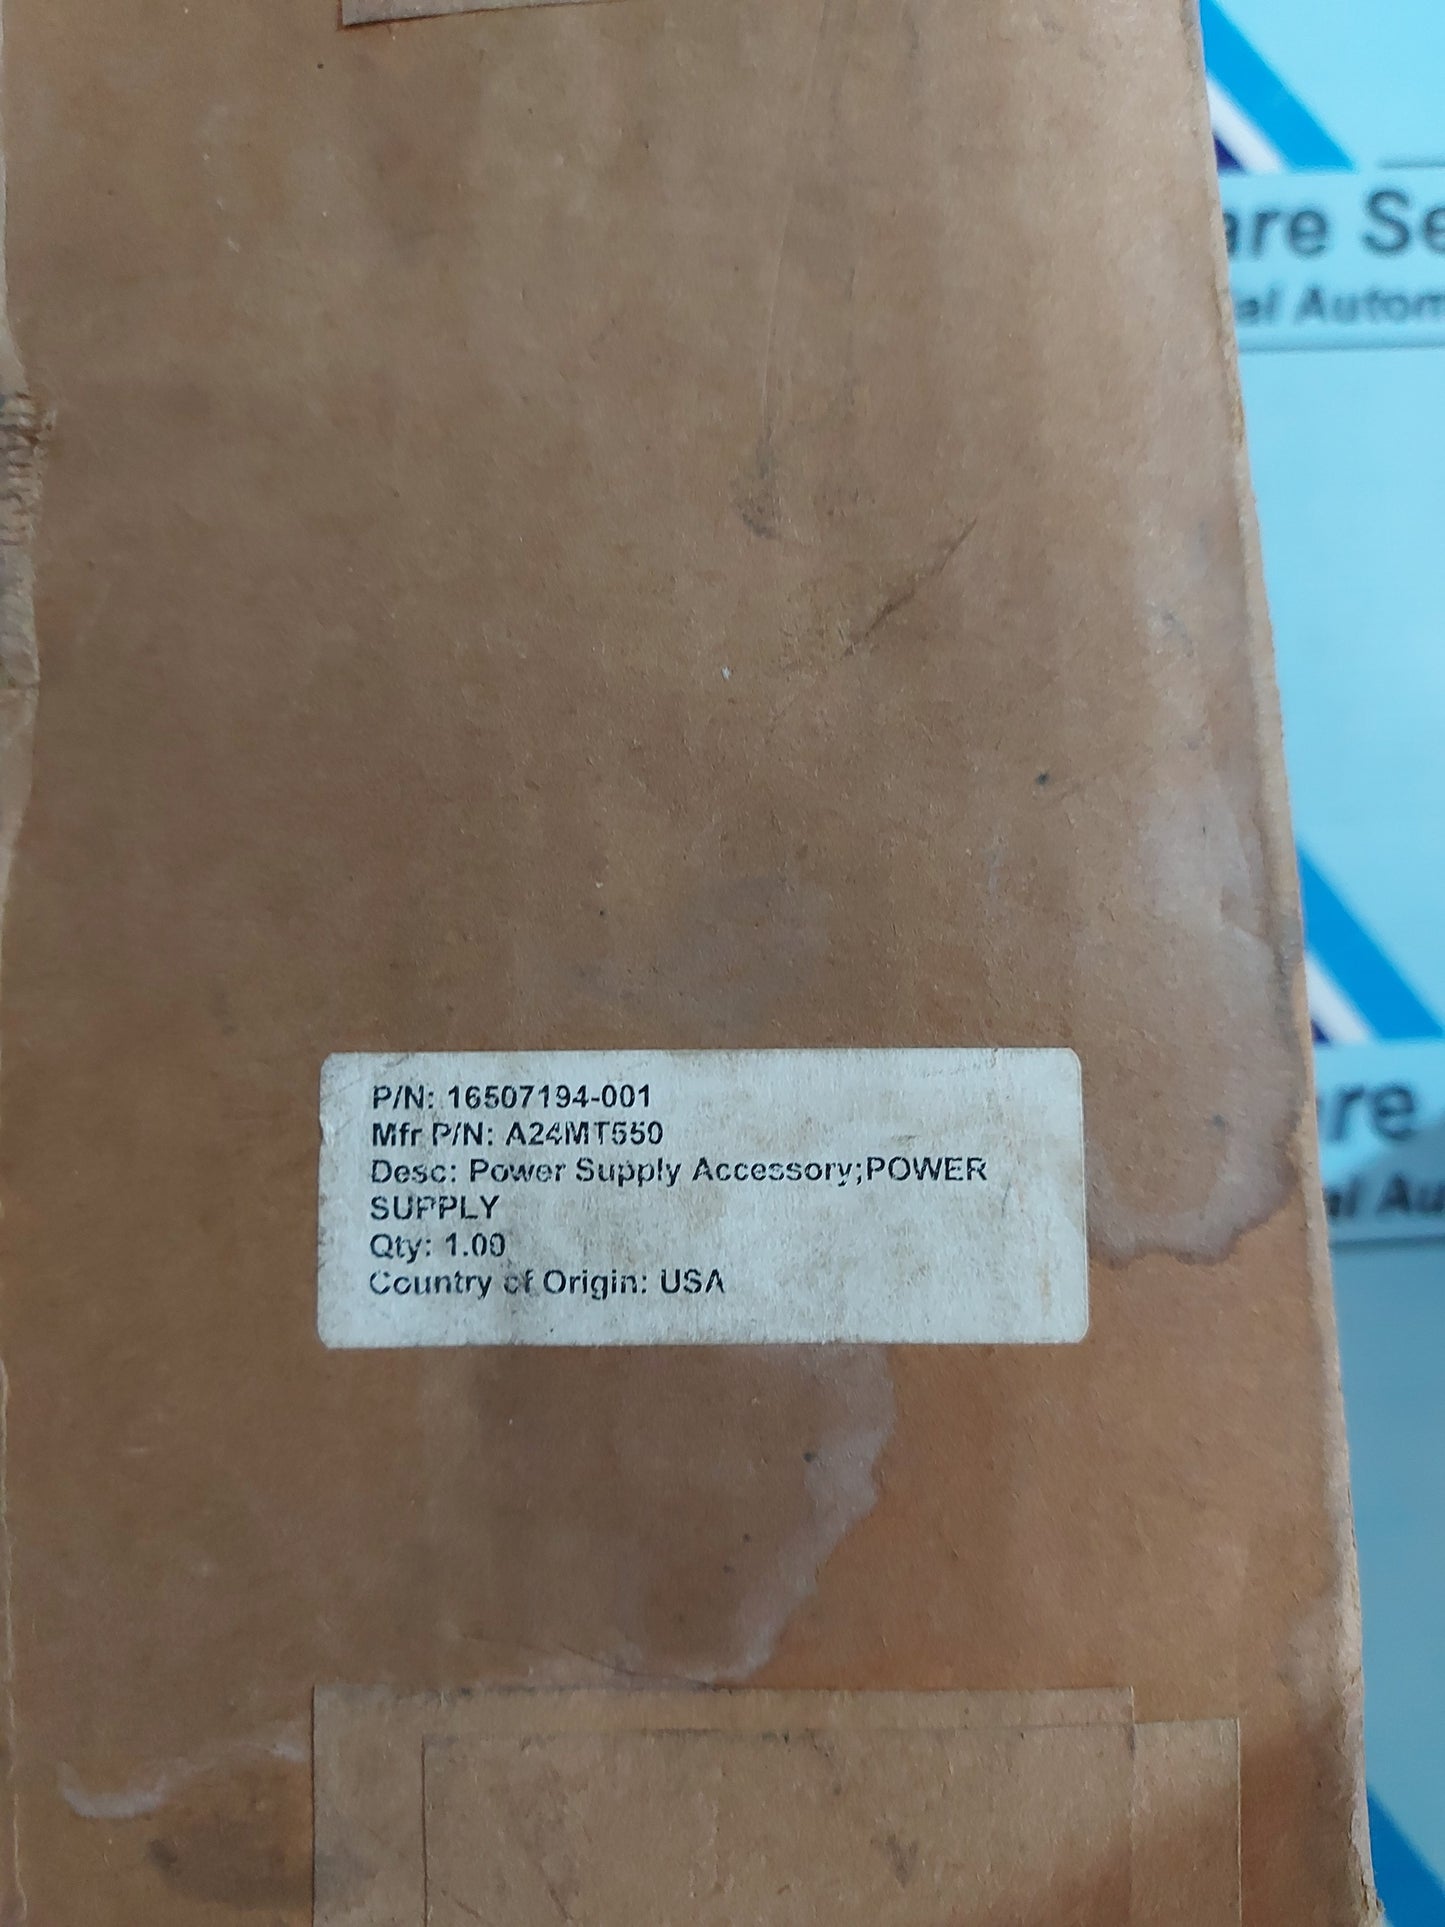 are Se
al Autom
P/N: 16507194-001
Mfr P/N: A24MT550
Desc: Power Supply Accessory;POWER
SUPPLY
Qty: 1.00
Country of Origin: USA
re
al Au